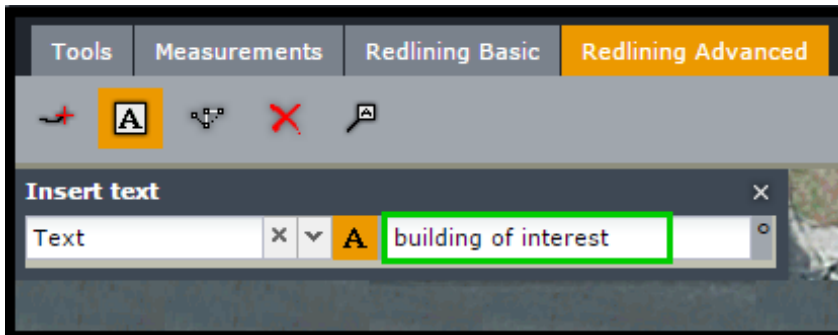 Tools Measurements Redlining Basic Redlining Advanced
A A
Insert text
Text A building of interest